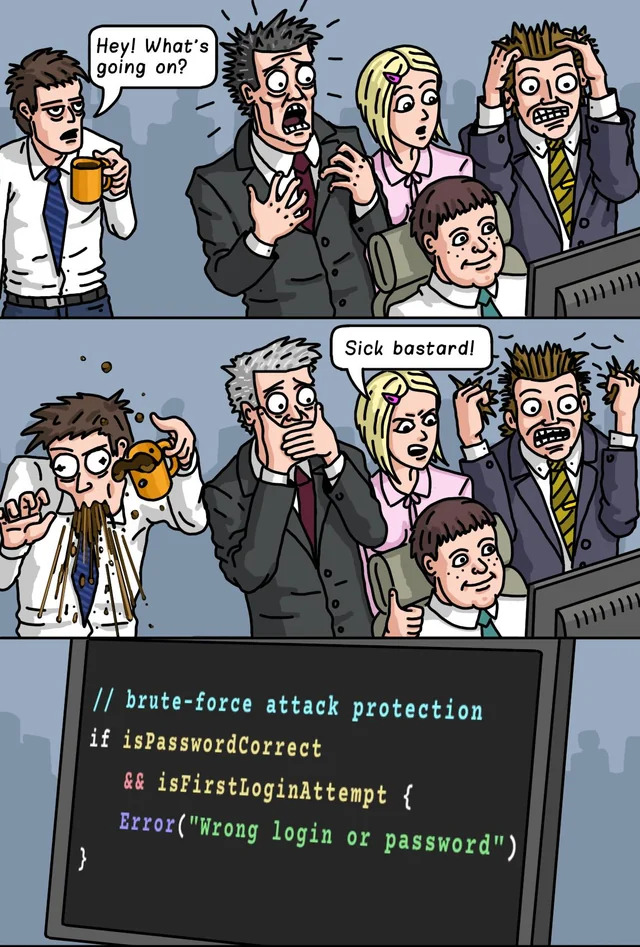 Hey! What's
going on?
Sick bastard!
// brute-force attack protection
if isPasswordCorrect
&& isFirstLoginAttempt {
Error("Wrong login or password")
}